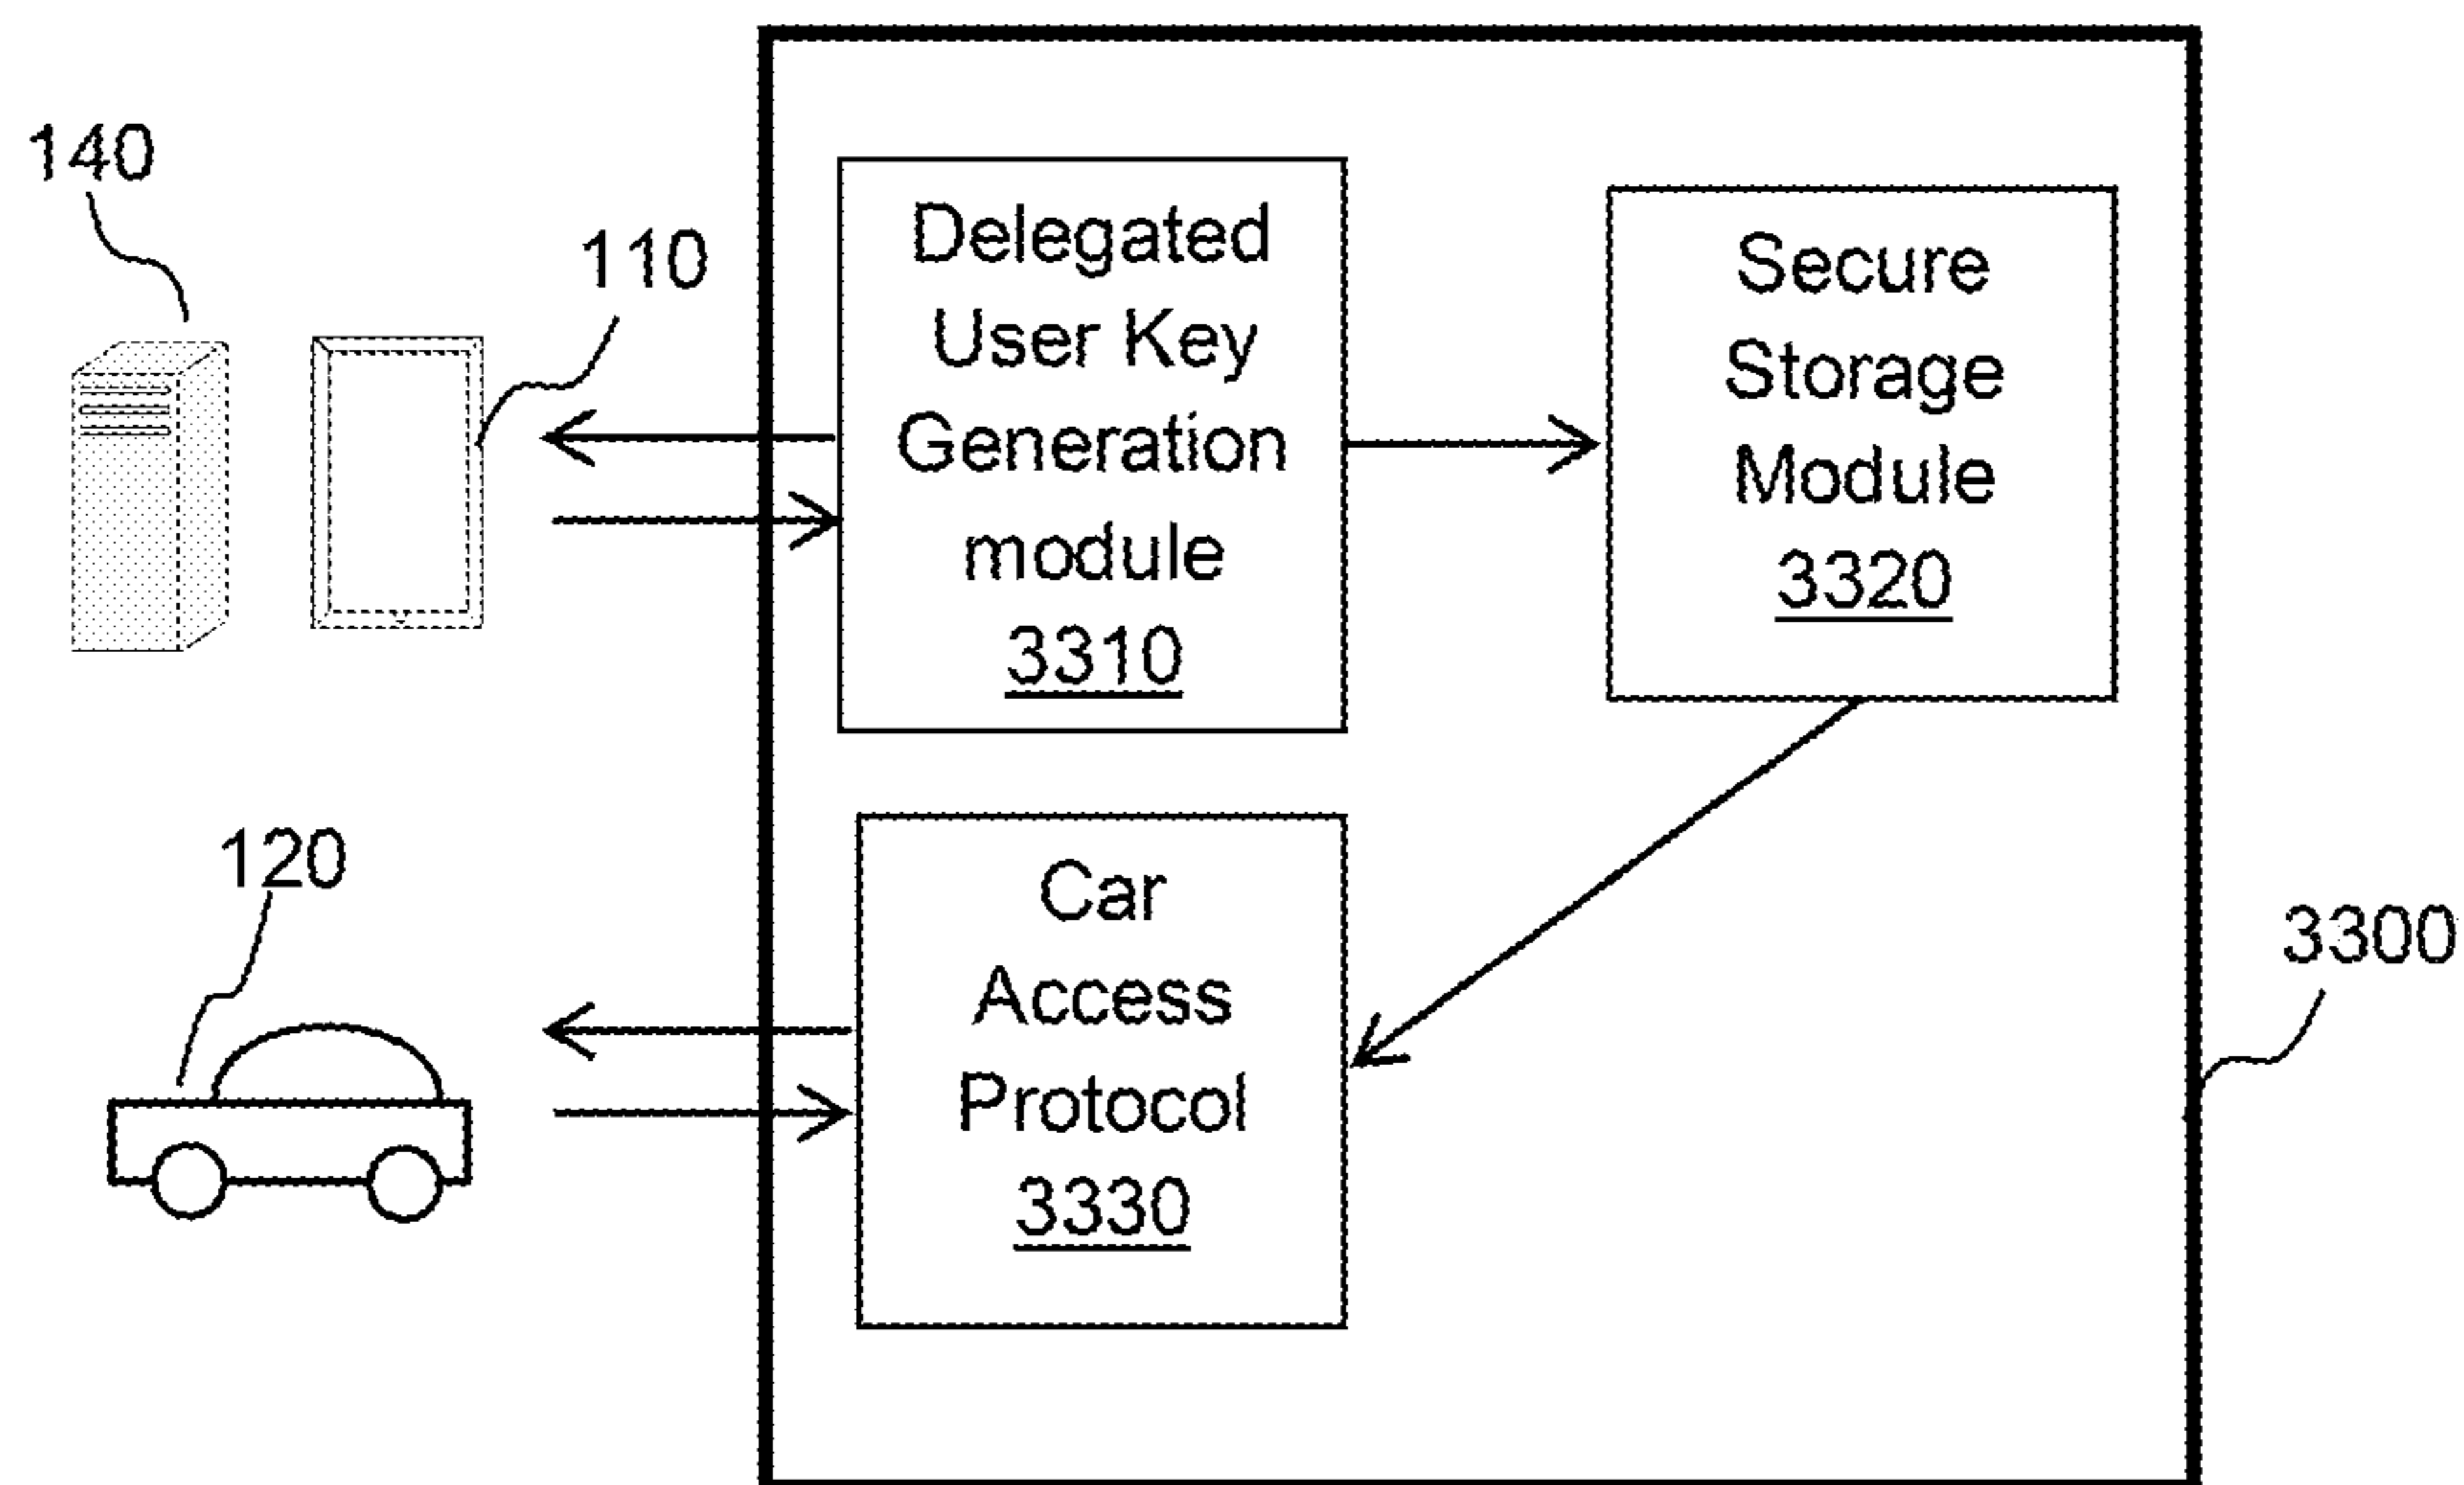 140
110
Delegated
User Key
Generation
module
3310
Secure
Storage
Module
3320
120
Car
Access
Protocol
3330
3300